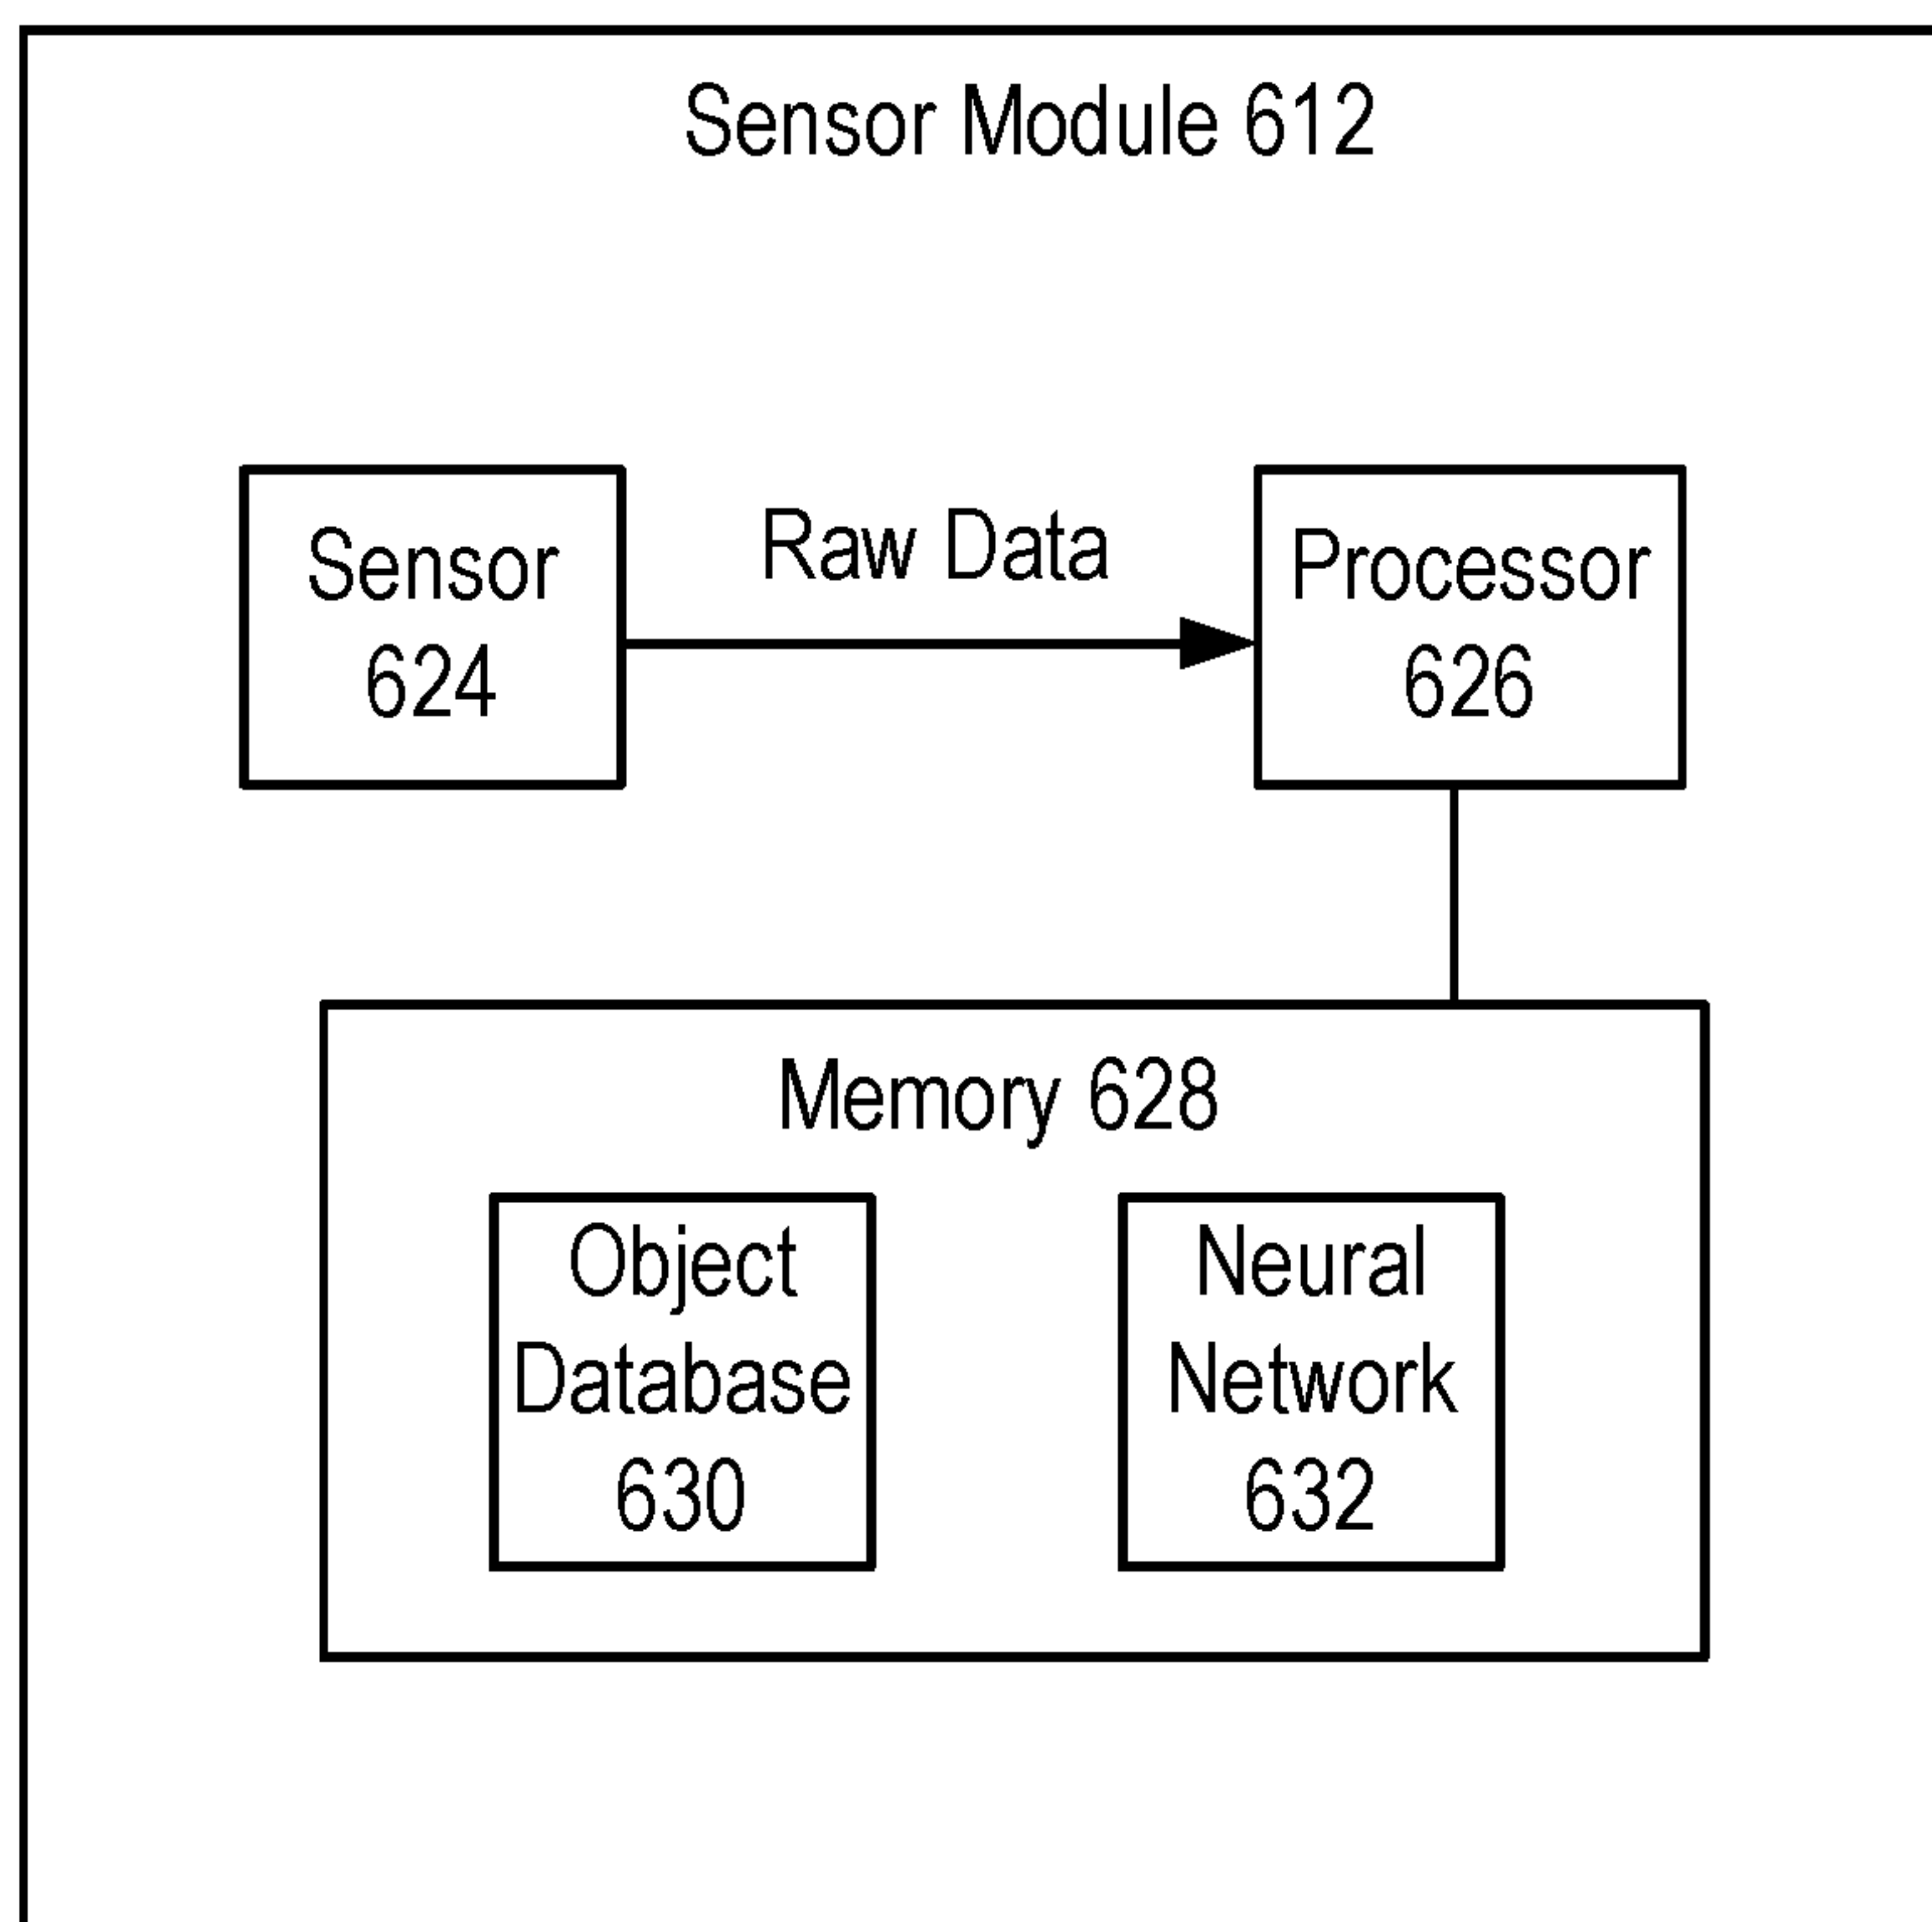 Sensor Module 612
Sensor
624
Raw Data
Processor
626
Memory 628
Object
Database
630
Neural
Network
632